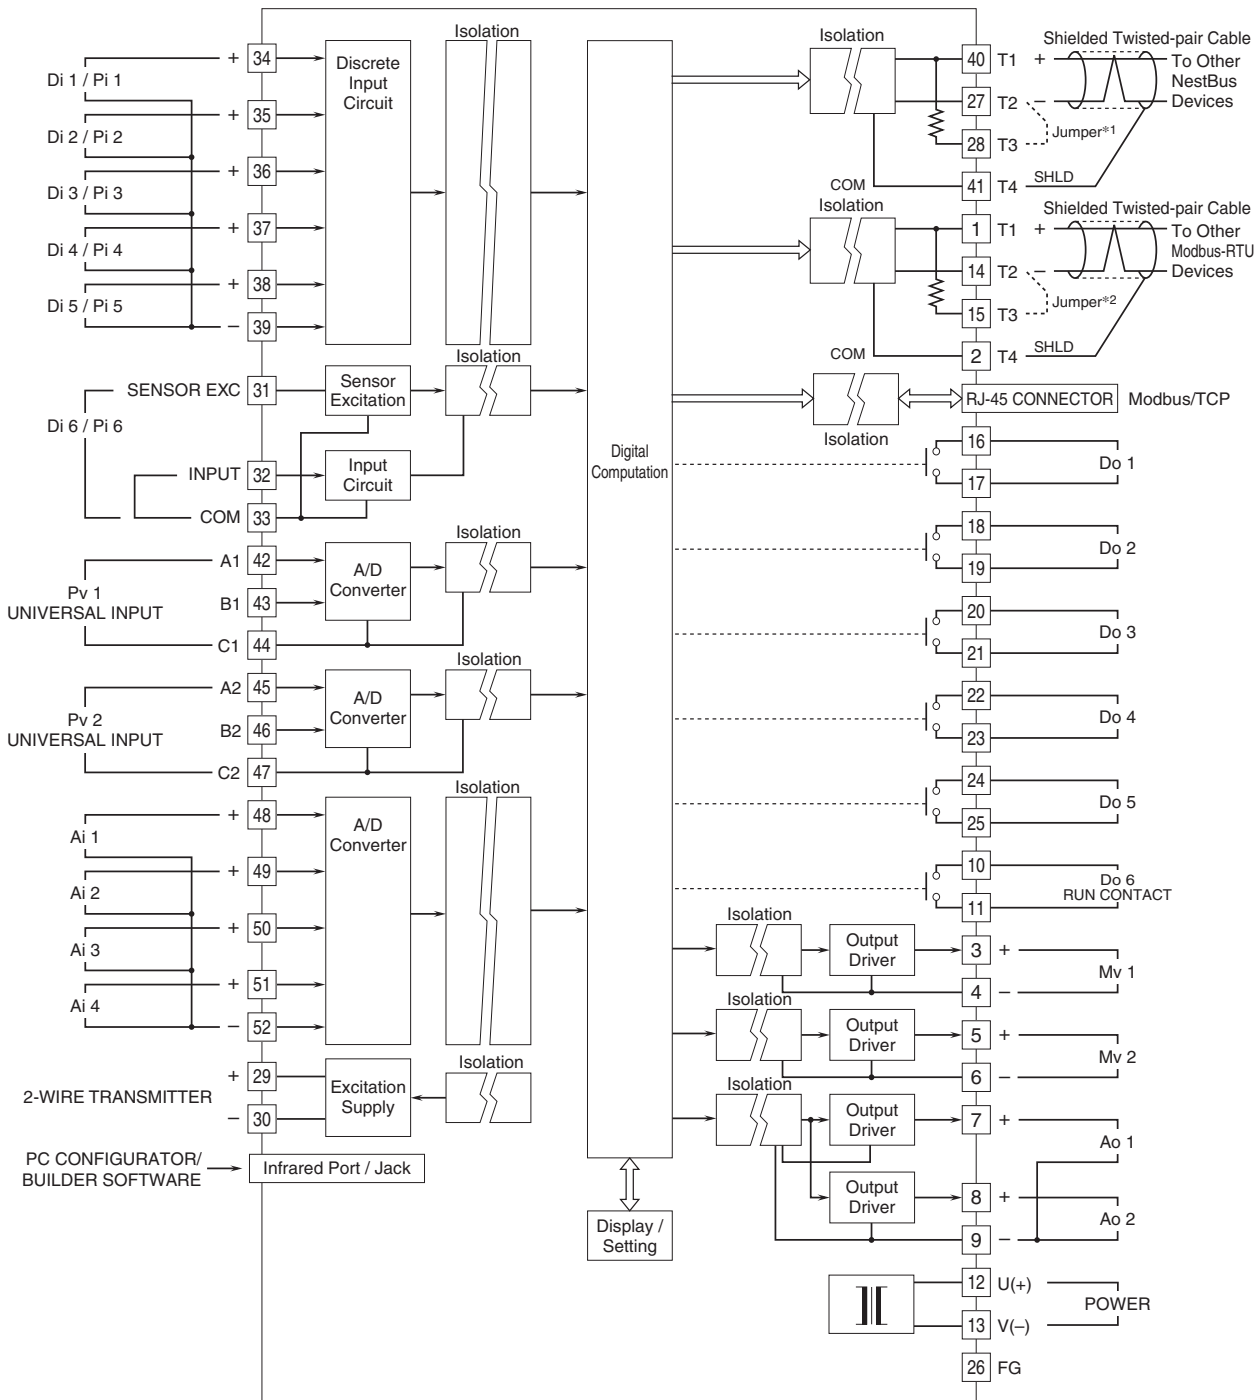 Di 1 / Pi 1
Di 2 / Pi 2
Di 3 / Pi 3
Di 4 / Pi 4
Di 5 / Pi 5
+ 34
+ 35
+ 36
+ 37
+ 38
− 39
Discrete
Input
Circuit
Isolation
SENSOR EXC 31
Di 6 / Pi 6
INPUT 32
COM 33
Sensor
Excitation
Input
Circuit
Isolation
Pv 1
UNIVERSAL INPUT
A1 42
B1 43
C1 44
A/D
Converter
Isolation
Pv 2
UNIVERSAL INPUT
A2 45
B2 46
C2 47
A/D
Converter
Isolation
Ai 1
Ai 2
Ai 3
Ai 4
+ 48
+ 49
+ 50
+ 51
− 52
A/D
Converter
Isolation
2-WIRE TRANSMITTER
+ 29
− 30
Excitation
Supply
Isolation
PC CONFIGURATOR/
BUILDER SOFTWARE
Infrared Port / Jack
Digital
Computation
Display /
Setting
Isolation
COM
40 T1 +
27 T2 −
28 T3
41 T4 SHLD
Jumper*1
Shielded Twisted-pair Cable
To Other
NestBus
Devices
Isolation
COM
1 T1 +
14 T2 −
15 T3
2 T4 SHLD
Jumper*2
Shielded Twisted-pair Cable
To Other
Modbus-RTU
Devices
Isolation
RJ-45 CONNECTOR Modbus/TCP
16
17
Do 1
18
19
Do 2
20
21
Do 3
22
23
Do 4
24
25
Do 5
10
11
Do 6
RUN CONTACT
Isolation
Output
Driver
3 +
4 −
Mv 1
Isolation
Output
Driver
5 +
6 −
Mv 2
Isolation
Output
Driver
7 +
Ao 1
Output
Driver
8 +
9 −
Ao 2
12 U(+)
13 V(−)
POWER
26 FG